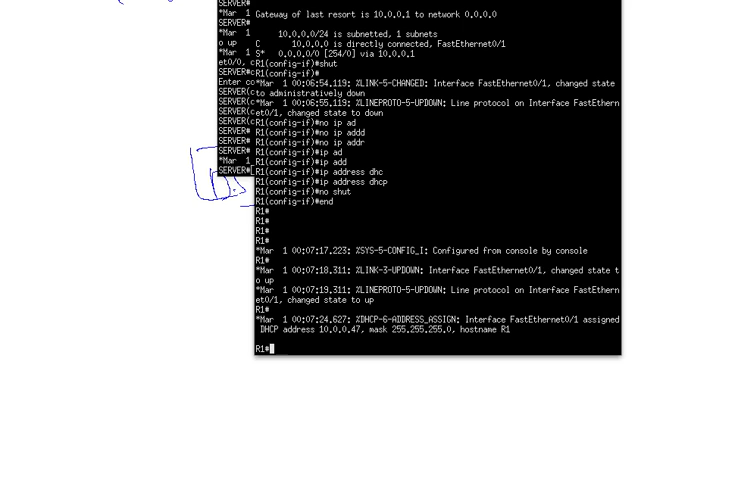 SERVER#
*Mar  1
SERVER#
*Mar  1
o up
*Mar  1
et0/0, c
SERVER#c
Enter co
SERVER(c
SERVER(c
SERVER(c
SERVER(c
SERVER#
SERVER#
SERVER#
*Mar  1
SERVER#
Gateway of last resort is 10.0.0.1 to network 0.0.0.0
10.0.0.0/24 is subnetted, 1 subnets
C       10.0.0.0 is directly connected, FastEthernet0/1
S*   0.0.0.0/0 [254/0] via 10.0.0.1
R1(config-if)#shut
R1(config-if)#
*Mar  1 00:06:54.119: %LINK-5-CHANGED: Interface FastEthernet0/1, changed state
to administratively down
*Mar  1 00:06:55.119: %LINEPROTO-5-UPDOWN: Line protocol on Interface FastEthern
et0/1, changed state to down
R1(config-if)#no ip ad
R1(config-if)#no ip addd
R1(config-if)#no ip addr
R1(config-if)#ip ad
R1(config-if)#ip add
R1(config-if)#ip address dhc
R1(config-if)#ip address dhcp
R1(config-if)#no shut
R1(config-if)#end
R1#
R1#
R1#
R1#
*Mar  1 00:07:17.223: %SYS-5-CONFIG_I: Configured from console by console
R1#
*Mar  1 00:07:18.311: %LINK-3-UPDOWN: Interface FastEthernet0/1, changed state t
o up
*Mar  1 00:07:19.311: %LINEPROTO-5-UPDOWN: Line protocol on Interface FastEthern
et0/1, changed state to up
R1#
*Mar  1 00:07:24.627: %DHCP-6-ADDRESS_ASSIGN: Interface FastEthernet0/1 assigned
DHCP address 10.0.0.47, mask 255.255.255.0, hostname R1
R1#